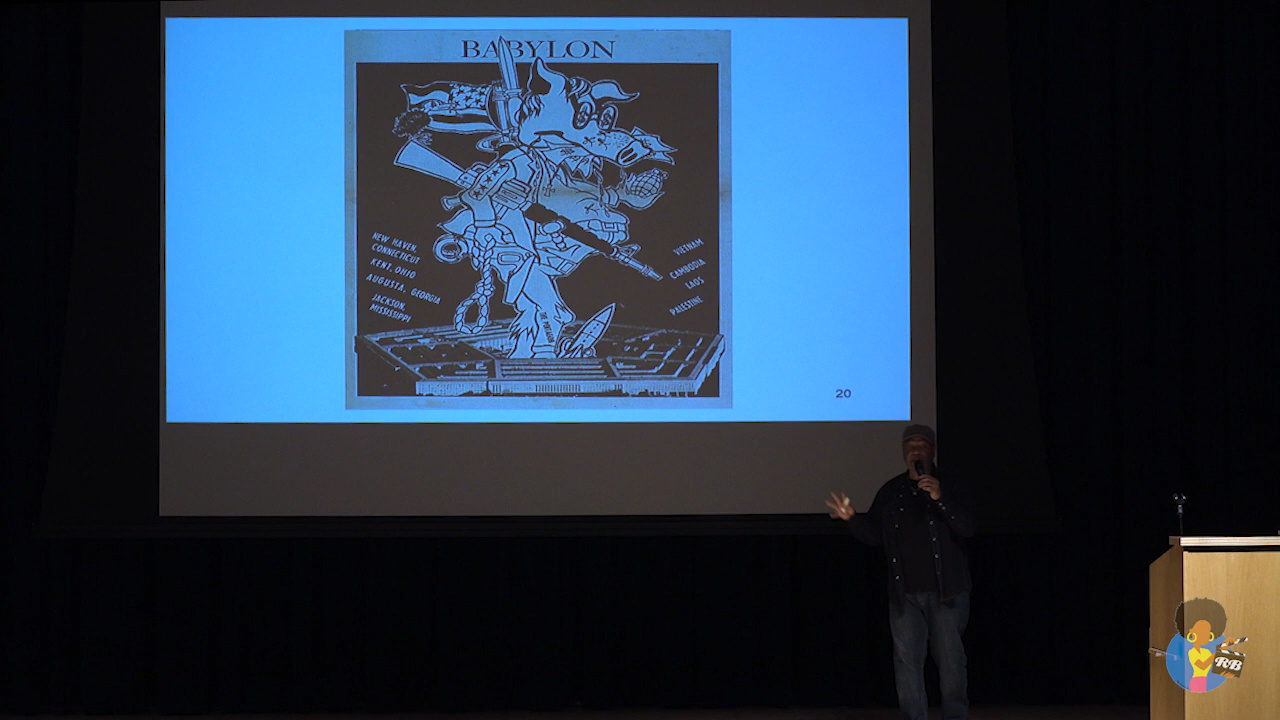 BABYLON
NEW HAVEN,
CONNECTICUT
KENT, OHIO
AUGUSTA, GEORGIA
JACKSON,
MISSISSIPPI
VIETNAM
CAMBODIA
LAOS
PALESTINE
20
RB